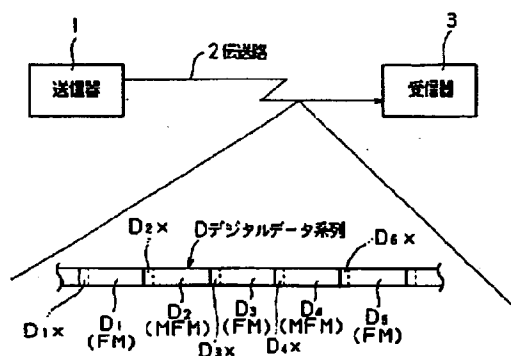 1
3
2伝送路
送信器
受信器
D2x
Dデジタルデータ系列
D6x
D1x
D1
(FM)
D2
(MFM)
D3x
D3
(FM)
D4x
D4
(MFM)
D5
(FM)